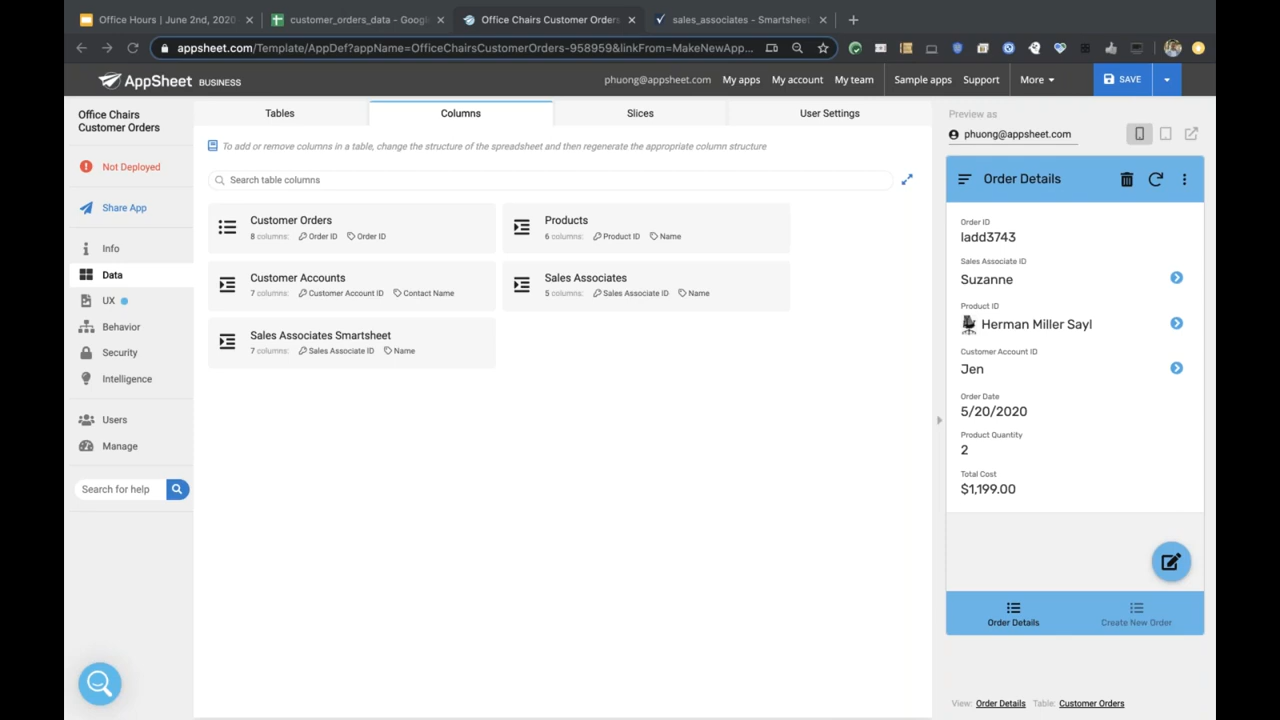 Office Hours | June 2nd, 2020
customer_orders_data - Googl
Office Chairs Customer Orders
sales_associates - Smartsheet
appsheet.com/Template/AppDef?appName=OfficeChairsCustomerOrders-958959&linkFrom=MakeNewApp...
AppSheet BUSINESS
phuong@appsheet.com My apps My account My team Sample apps Support More SAVE
Office Chairs
Customer Orders
Not Deployed
Share App
Info
Data
UX
Behavior
Security
Intelligence
Users
Manage
Search for help
Tables Columns Slices User Settings
To add or remove columns in a table, change the structure of the spreadsheet and then regenerate the appropriate column structure
Search table columns
Customer Orders
8 columns: Order ID Order ID
Products
6 columns: Product ID Name
Customer Accounts
7 columns: Customer Account ID Contact Name
Sales Associates
5 columns: Sales Associate ID Name
Sales Associates Smartsheet
7 columns: Sales Associate ID Name
Preview as
phuong@appsheet.com
Order Details
Order ID
ladd3743
Sales Associate ID
Suzanne
Product ID
Herman Miller Sayl
Customer Account ID
Jen
Order Date
5/20/2020
Product Quantity
2
Total Cost
$1,199.00
Order Details Create New Order
View: Order Details Table: Customer Orders